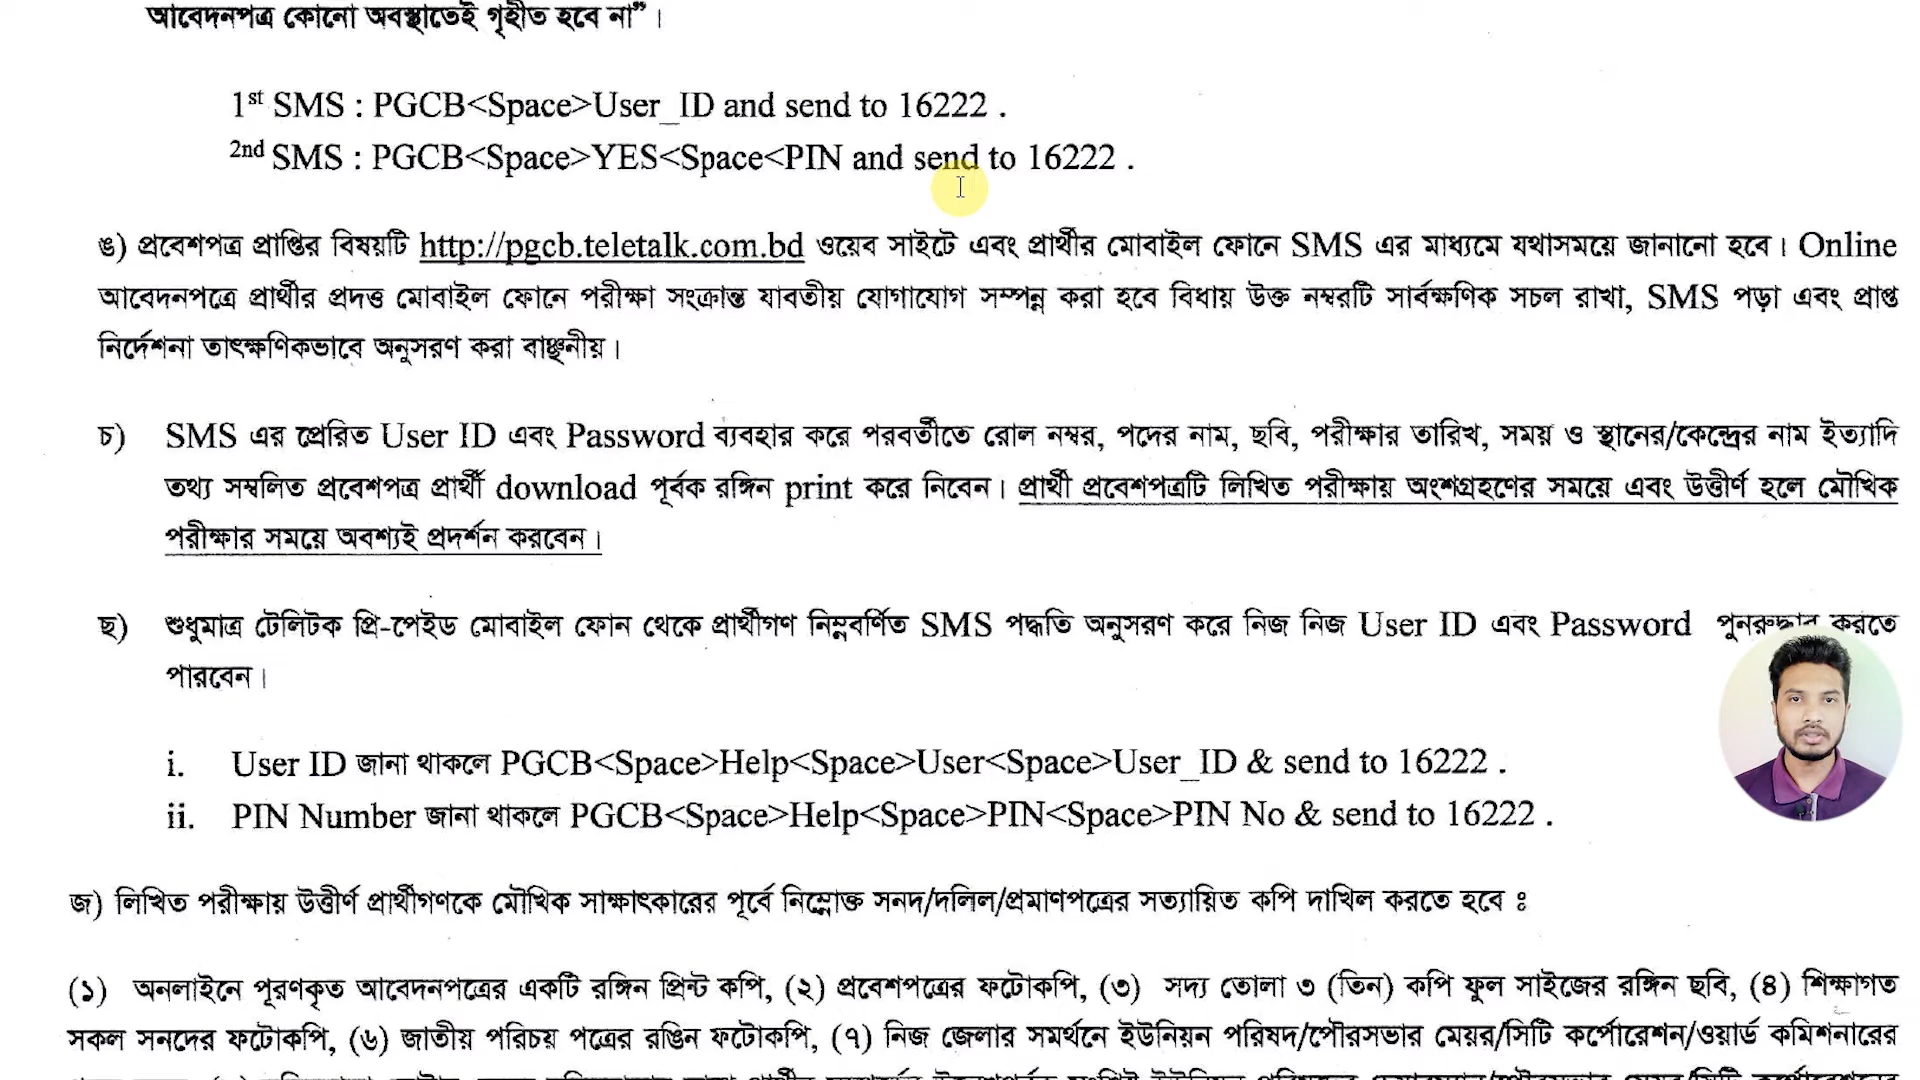 আবেদনপত্র কোনো অবস্থাতেই গৃহীত হবে না”।
1st SMS : PGCB<Space>User_ID and send to 16222 .
2nd SMS : PGCB<Space>YES<Space<PIN and send to 16222 .
ঙ) প্রবেশপত্র প্রাপ্তির বিষয়টি http://pgcb.teletalk.com.bd ওয়েব সাইটে এবং প্রার্থীর মোবাইল ফোনে SMS এর মাধ্যমে যথাসময়ে জানানো হবে। Online
আবেদনপত্রে প্রার্থীর প্রদত্ত মোবাইল ফোনে পরীক্ষা সংক্রান্ত যাবতীয় যোগাযোগ সম্পন্ন করা হবে বিধায় উক্ত নম্বরটি সার্বক্ষণিক সচল রাখা, SMS পড়া এবং প্রাপ্ত
নির্দেশনা তাৎক্ষণিকভাবে অনুসরণ করা বাঞ্ছনীয়।
চ) SMS এর প্রেরিত User ID এবং Password ব্যবহার করে পরবর্তীতে রোল নম্বর, পদের নাম, ছবি, পরীক্ষার তারিখ, সময় ও স্থানের/কেন্দ্রের নাম ইত্যাদি
তথ্য সম্বলিত প্রবেশপত্র প্রার্থী download পূর্বক রঙ্গিন print করে নিবেন। প্রার্থী প্রবেশপত্রটি লিখিত পরীক্ষায় অংশগ্রহণের সময়ে এবং উত্তীর্ণ হলে মৌখিক
পরীক্ষার সময়ে অবশ্যই প্রদর্শন করবেন।
ছ) শুধুমাত্র টেলিটক প্রি-পেইড মোবাইল ফোন থেকে প্রার্থীগণ নিম্নবর্ণিত SMS পদ্ধতি অনুসরণ করে নিজ নিজ User ID এবং Password পুনরুদ্ধার করতে
পারবেন।
i. User ID জানা থাকলে PGCB<Space>Help<Space>User<Space>User_ID & send to 16222 .
ii. PIN Number জানা থাকলে PGCB<Space>Help<Space>PIN<Space>PIN No & send to 16222 .
জ) লিখিত পরীক্ষায় উত্তীর্ণ প্রার্থীগণকে মৌখিক সাক্ষাৎকারের পূর্বে নিম্নোক্ত সনদ/দলিল/প্রমাণপত্রের সত্যায়িত কপি দাখিল করতে হবে ঃ
(১) অনলাইনে পূরণকৃত আবেদনপত্রের একটি রঙ্গিন প্রিন্ট কপি, (২) প্রবেশপত্রের ফটোকপি, (৩) সদ্য তোলা ৩ (তিন) কপি ফুল সাইজের রঙ্গিন ছবি, (৪) শিক্ষাগত
সকল সনদের ফটোকপি, (৬) জাতীয় পরিচয় পত্রের রঙিন ফটোকপি, (৭) নিজ জেলার সমর্থনে ইউনিয়ন পরিষদ/পৌরসভার মেয়র/সিটি কর্পোরেশন/ওয়ার্ড কমিশনারের